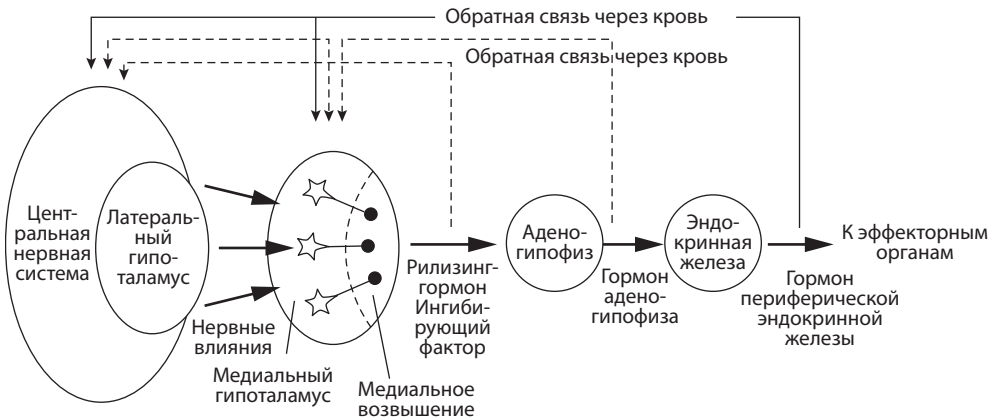 Обратная связь через кровь
Обратная связь через кровь
Цент-
ральная
нервная
система
Латераль-
ный
гипо-
таламус
Нервные
влияния
Медиальный
гипоталамус
Медиальное
возвышение
Рилизинг-
гормон
Ингиби-
рующий
фактор
Адено-
гипофиз
Гормон
адено-
гипофиза
Эндо-
кринная
железа
Гормон
периферической
эндокринной
железы
К эффекторным
органам